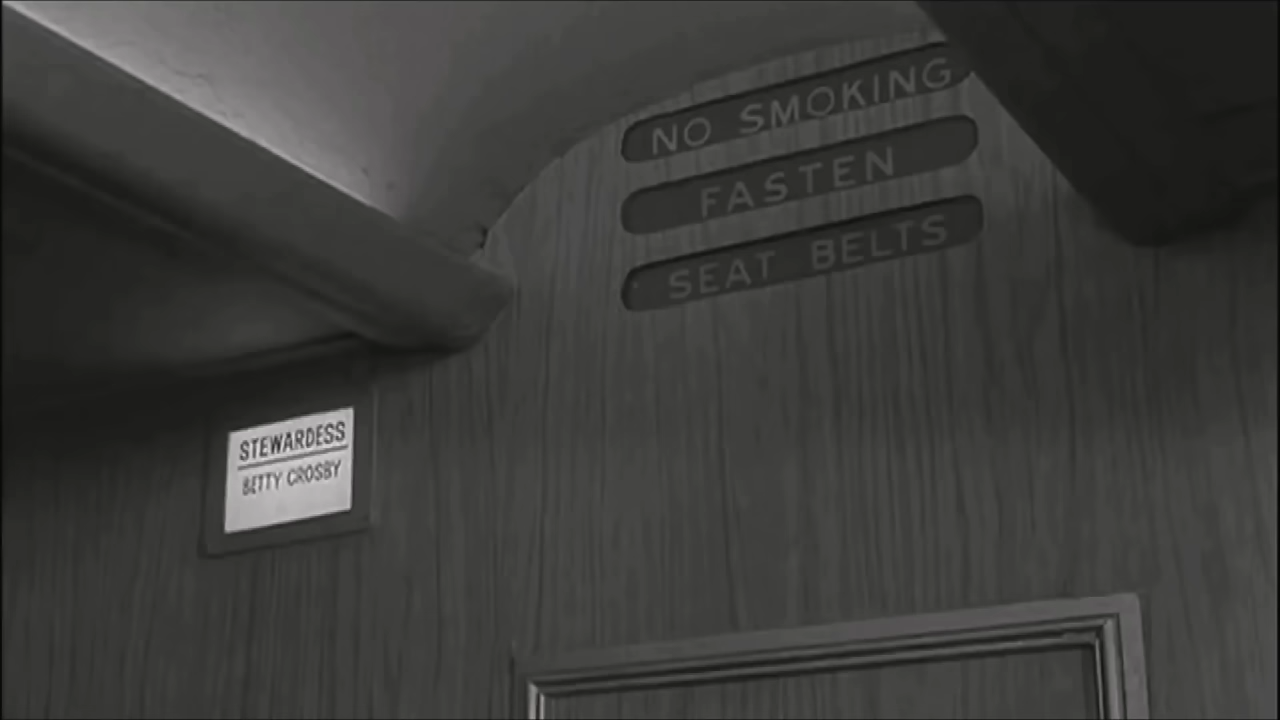 NO SMOKING
FASTEN
SEAT BELTS
STEWARDESS
BETTY CROSBY